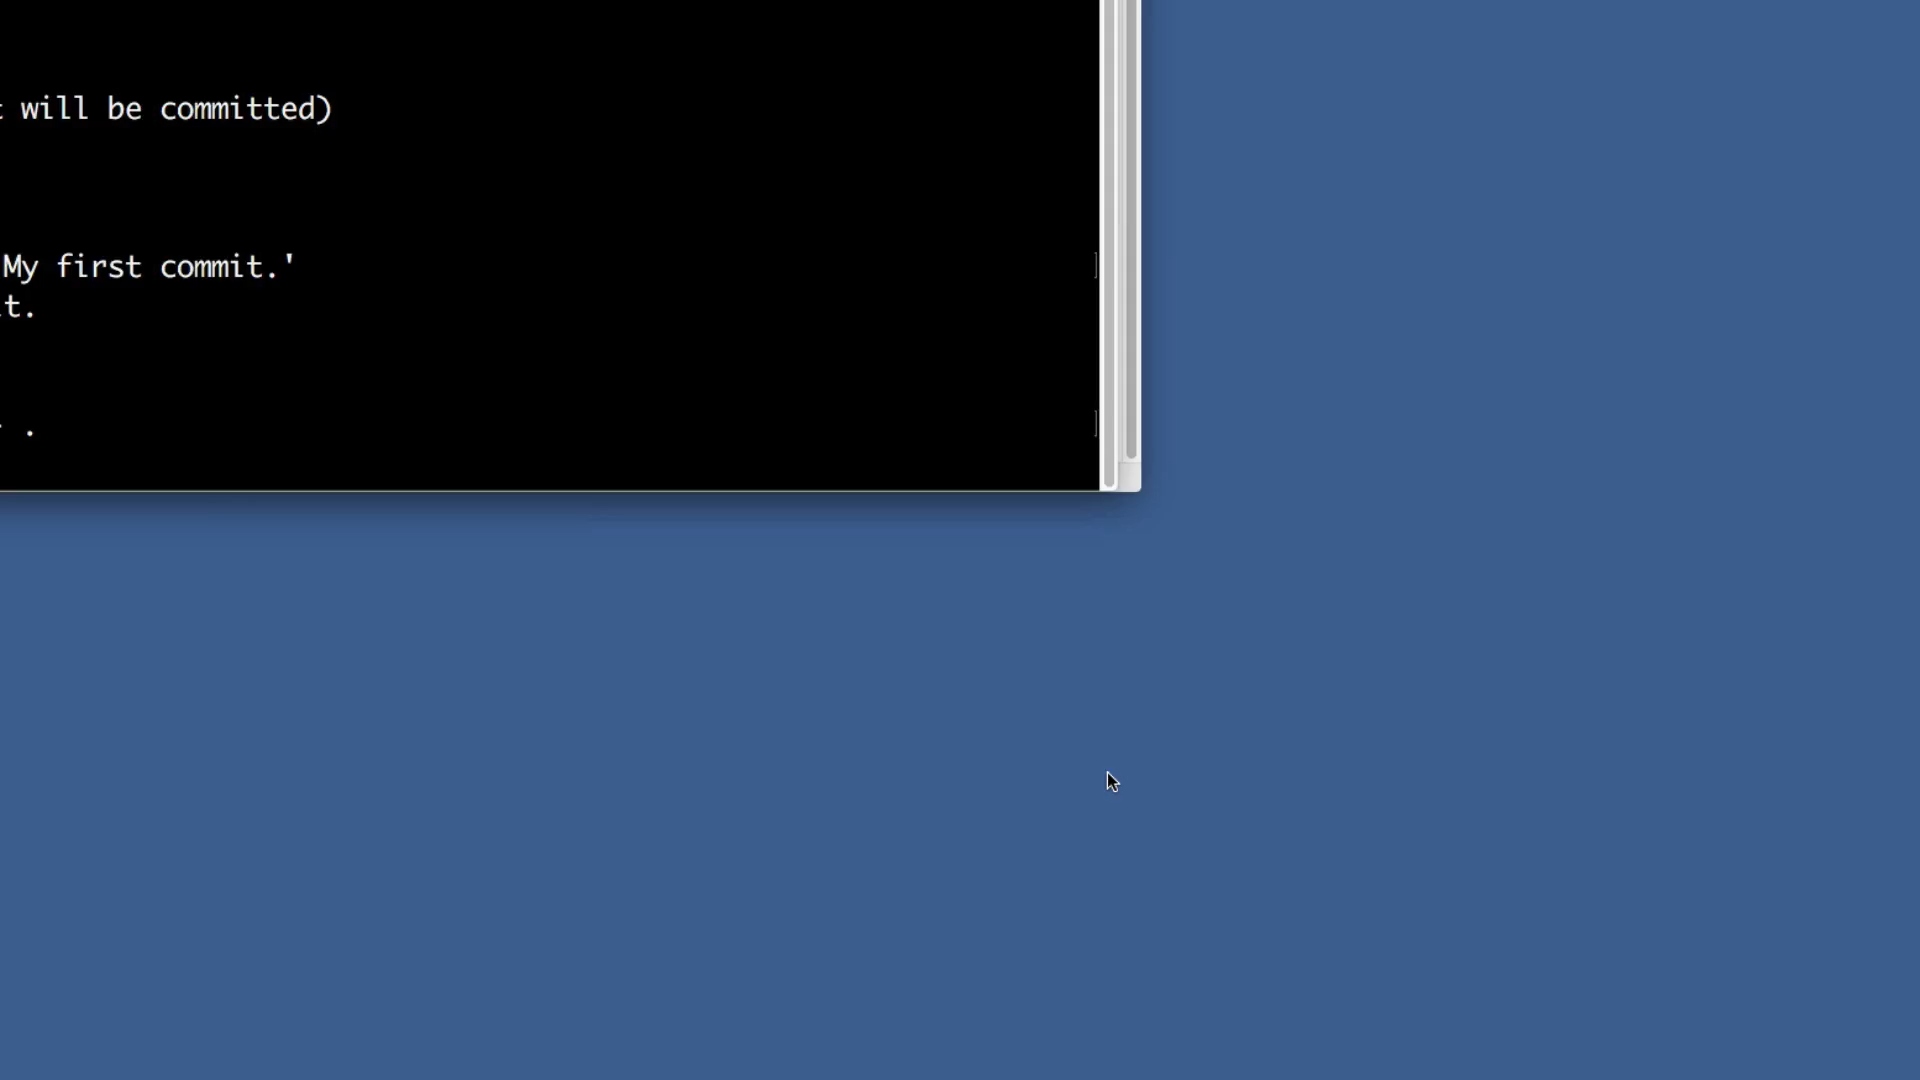 will be committed)
My first commit.'
t.
.